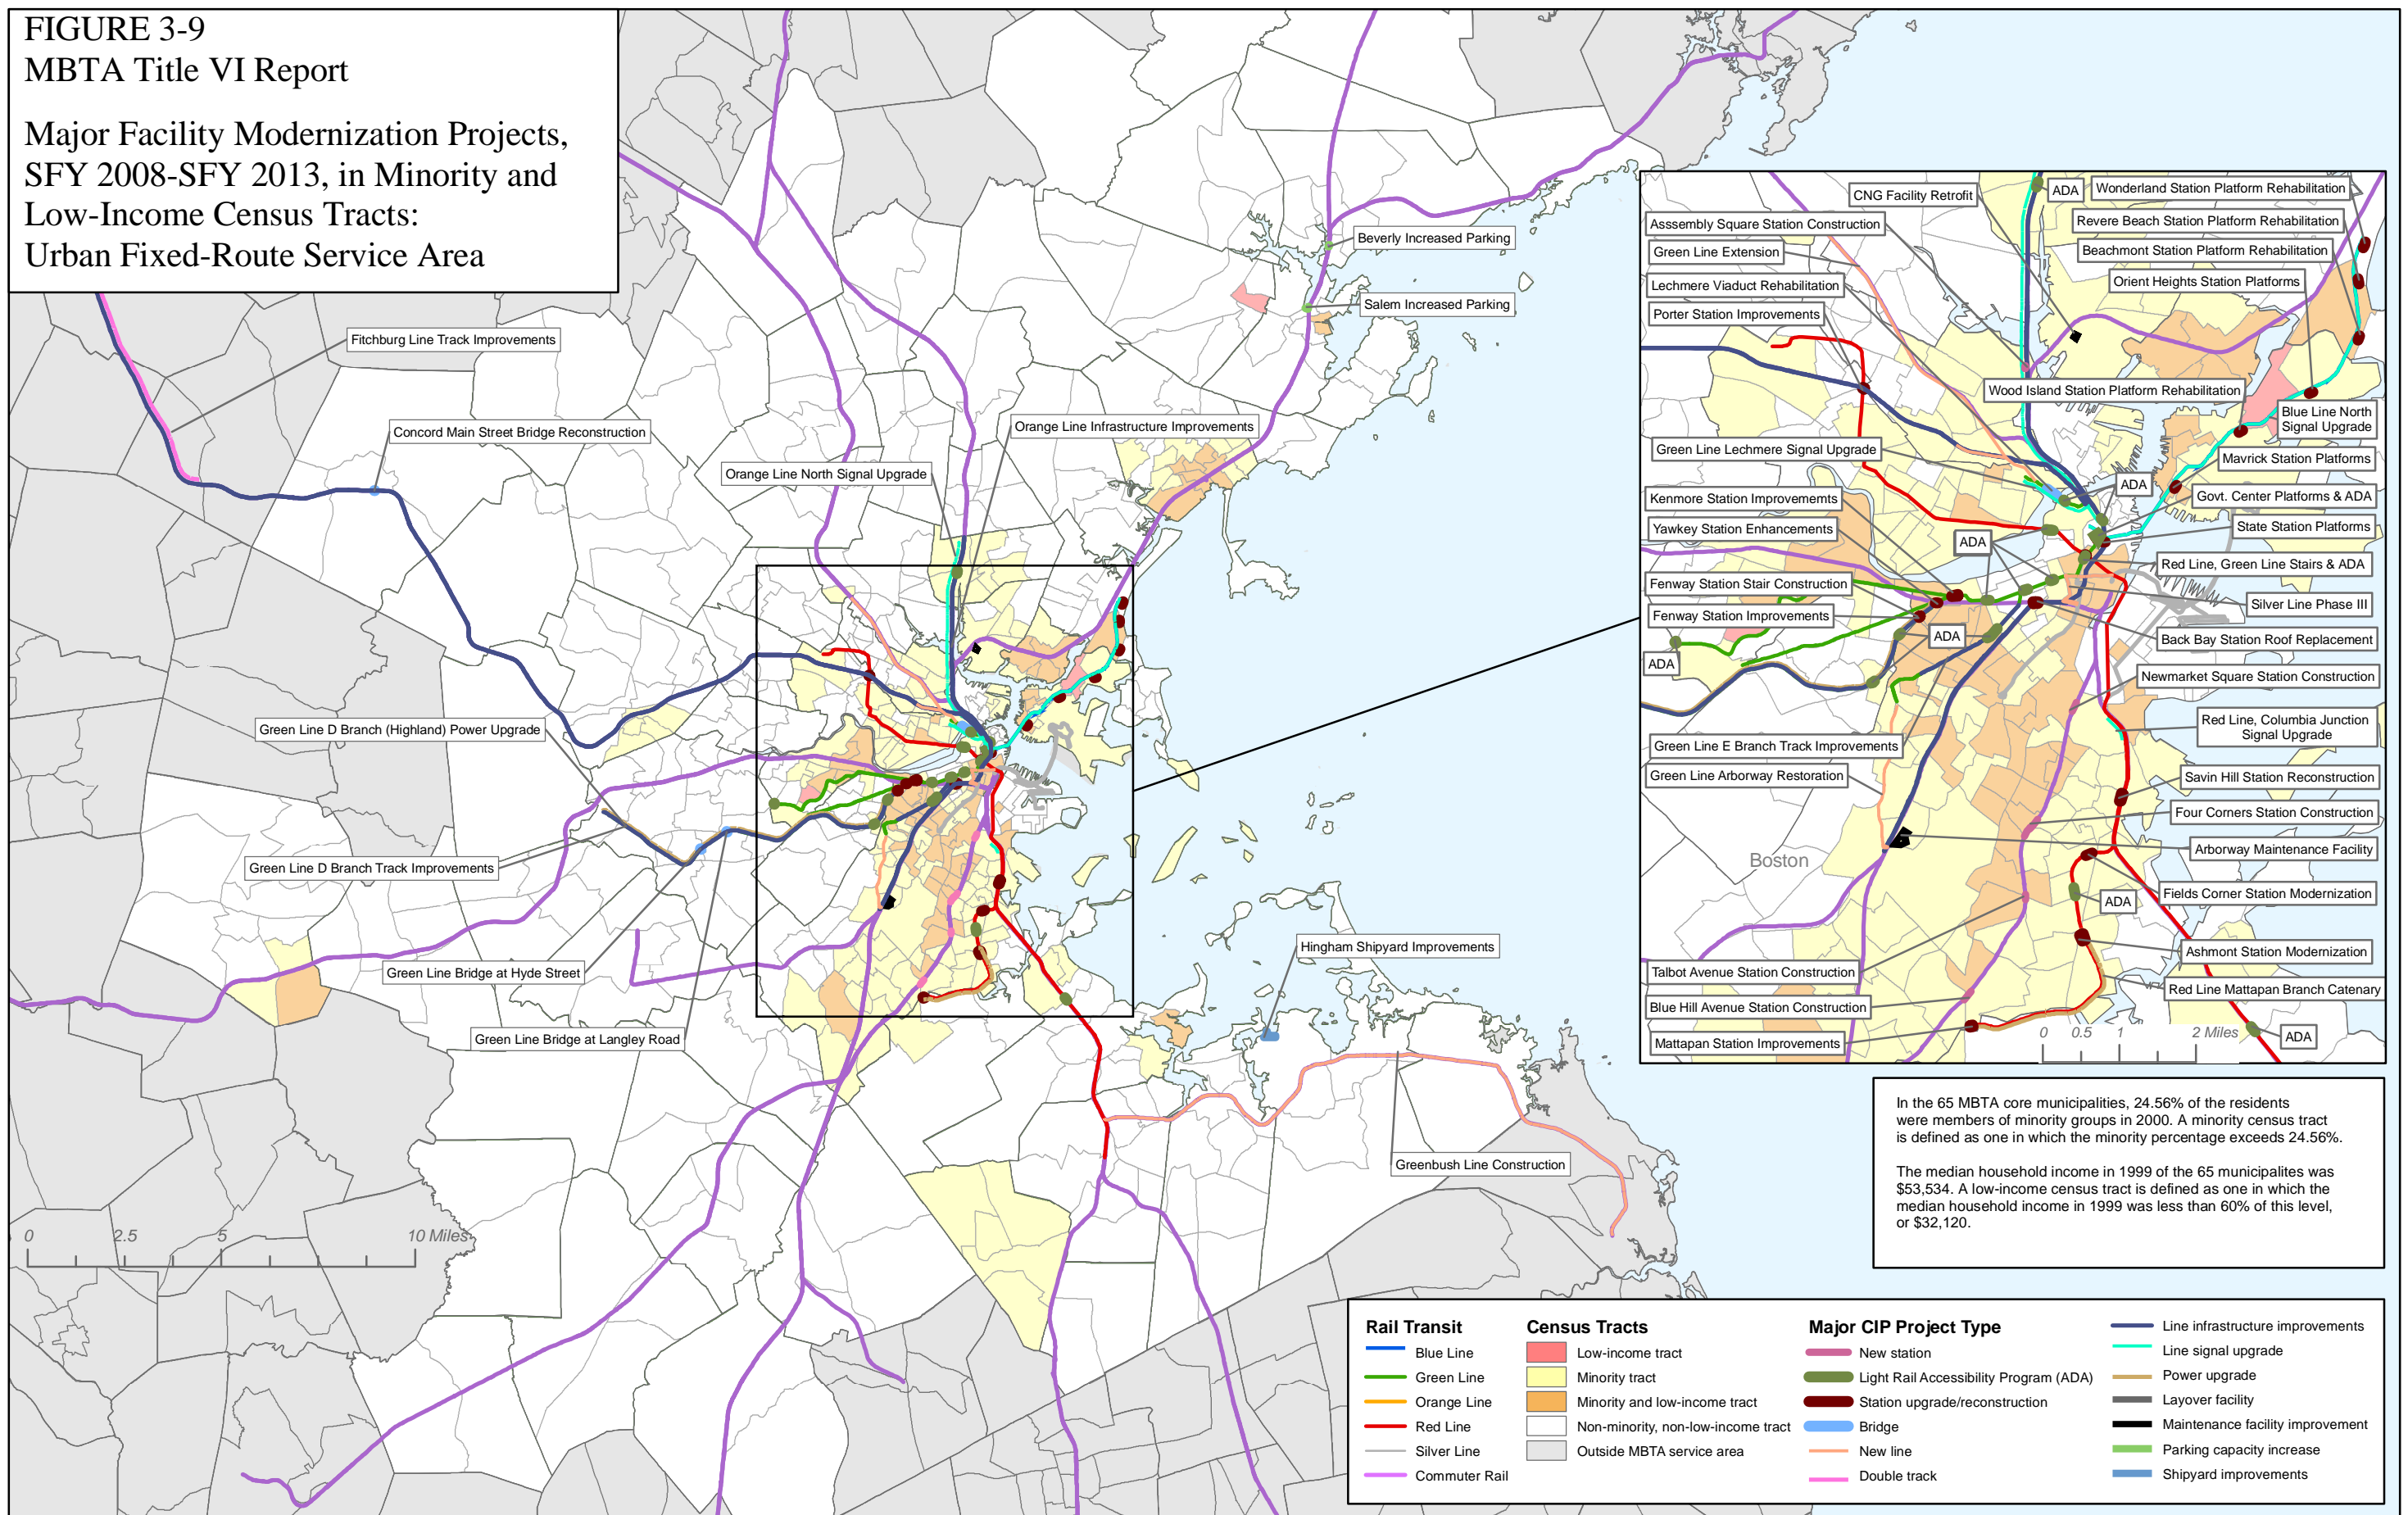 FIGURE 3-9
MBTA Title VI Report
Major Facility Modernization Projects,
SFY 2008-SFY 2013, in Minority and
Low-Income Census Tracts:
Urban Fixed-Route Service Area
Fitchburg Line Track Improvements
Concord Main Street Bridge Reconstruction
Beverly Increased Parking
Salem Increased Parking
Orange Line Infrastructure Improvements
Orange Line North Signal Upgrade
Green Line D Branch (Highland) Power Upgrade
Green Line D Branch Track Improvements
Green Line Bridge at Hyde Street
Green Line Bridge at Langley Road
Hingham Shipyard Improvements
Greenbush Line Construction
0 2.5 5 10 Miles
CNG Facility Retrofit
ADA
Wonderland Station Platform Rehabilitation
Asssembly Square Station Construction
Revere Beach Station Platform Rehabilitation
Green Line Extension
Beachmont Station Platform Rehabilitation
Lechmere Viaduct Rehabilitation
Orient Heights Station Platforms
Porter Station Improvements
Wood Island Station Platform Rehabilitation
Blue Line North
Signal Upgrade
Green Line Lechmere Signal Upgrade
Mavrick Station Platforms
ADA
Kenmore Station Improvements
Govt. Center Platforms & ADA
Yawkey Station Enhancements
State Station Platforms
ADA
Red Line, Green Line Stairs & ADA
Fenway Station Stair Construction
Silver Line Phase III
Fenway Station Improvements
ADA
Back Bay Station Roof Replacement
ADA
Newmarket Square Station Construction
Red Line, Columbia Junction
Signal Upgrade
Green Line E Branch Track Improvements
Green Line Arborway Restoration
Savin Hill Station Reconstruction
Four Corners Station Construction
Boston
Arborway Maintenance Facility
Fields Corner Station Modernization
ADA
Ashmont Station Modernization
Talbot Avenue Station Construction
Red Line Mattapan Branch Catenary
Blue Hill Avenue Station Construction
Mattapan Station Improvements
0 0.5 1 2 Miles
ADA
In the 65 MBTA core municipalities, 24.56% of the residents
were members of minority groups in 2000. A minority census tract
is defined as one in which the minority percentage exceeds 24.56%.
The median household income in 1999 of the 65 municipalites was
$53,534. A low-income census tract is defined as one in which the
median household income in 1999 was less than 60% of this level,
or $32,120.
Rail Transit
Blue Line
Green Line
Orange Line
Red Line
Silver Line
Commuter Rail
Census Tracts
Low-income tract
Minority tract
Minority and low-income tract
Non-minority, non-low-income tract
Outside MBTA service area
Major CIP Project Type
New station
Light Rail Accessibility Program (ADA)
Station upgrade/reconstruction
Bridge
New line
Double track
Line infrastructure improvements
Line signal upgrade
Power upgrade
Layover facility
Maintenance facility improvement
Parking capacity increase
Shipyard improvements